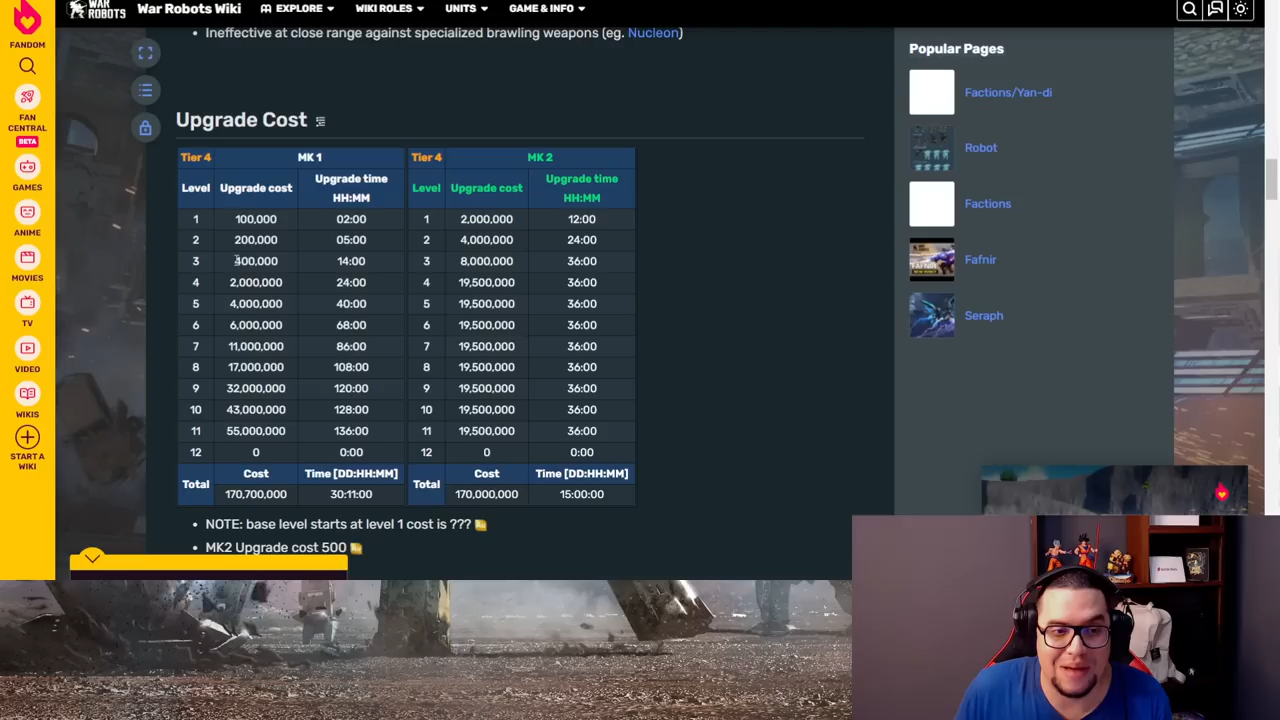 WAR ROBOTS
War Robots Wiki
EXPLORE
WIKI ROLES
UNITS
GAME & INFO
FANDOM
FAN CENTRAL
BETA
GAMES
ANIME
MOVIES
TV
VIDEO
WIKIS
START A WIKI
Ineffective at close range against specialized brawling weapons (eg. Nucleon)
Upgrade Cost
Tier 4 MK 1 Tier 4 MK 2
Level Upgrade cost Upgrade time HH:MM Level Upgrade cost Upgrade time HH:MM
1 100,000 02:00 1 2,000,000 12:00
2 200,000 05:00 2 4,000,000 24:00
3 400,000 14:00 3 8,000,000 36:00
4 2,000,000 24:00 4 19,500,000 36:00
5 4,000,000 40:00 5 19,500,000 36:00
6 6,000,000 68:00 6 19,500,000 36:00
7 11,000,000 86:00 7 19,500,000 36:00
8 17,000,000 108:00 8 19,500,000 36:00
9 32,000,000 120:00 9 19,500,000 36:00
10 43,000,000 128:00 10 19,500,000 36:00
11 55,000,000 136:00 11 19,500,000 36:00
12 0 0:00 12 0 0:00
Total Cost Time [DD:HH:MM] Total Cost Time [DD:HH:MM]
170,700,000 30:11:00 170,000,000 15:00:00
NOTE: base level starts at level 1 cost is ???
MK2 Upgrade cost 500
Popular Pages
Factions/Yan-di
Robot
Factions
FAFNIR
Fafnir
Seraph